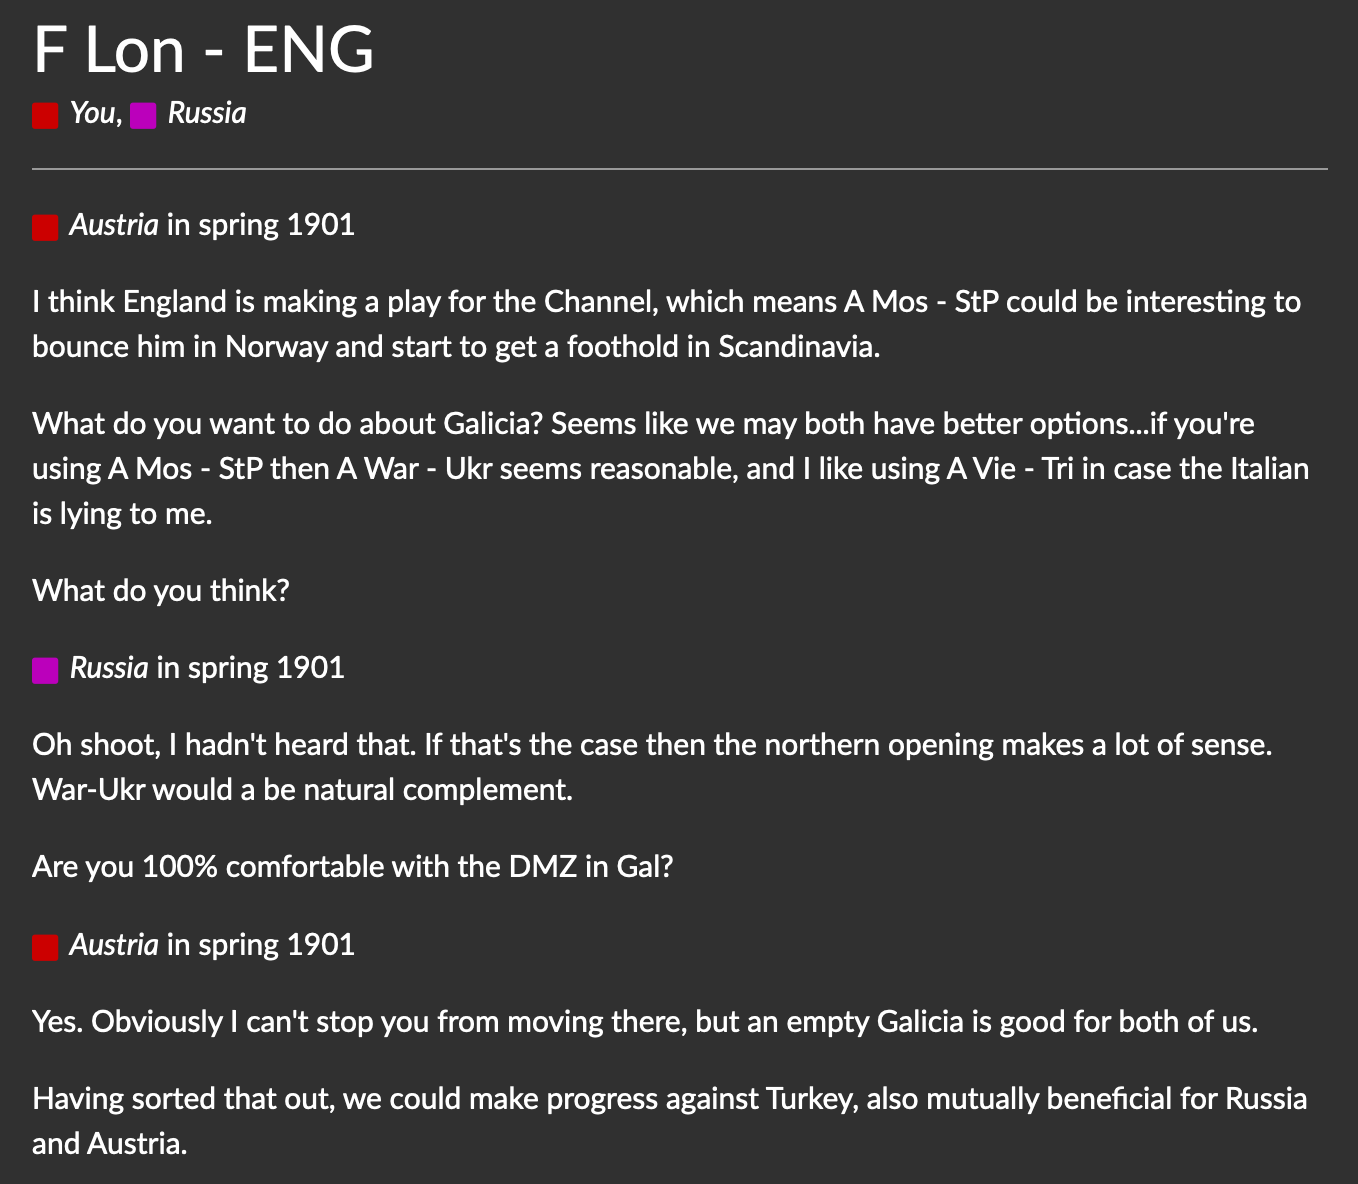 F Lon - ENG
You, Russia
Austria in spring 1901
I think England is making a play for the Channel, which means A Mos - StP could be interesting to
bounce him in Norway and start to get a foothold in Scandinavia.
What do you want to do about Galicia? Seems like we may both have better options...if you're
using A Mos - StP then A War - Ukr seems reasonable, and I like using A Vie - Tri in case the Italian
is lying to me.
What do you think?
Russia in spring 1901
Oh shoot, I hadn't heard that. If that's the case then the northern opening makes a lot of sense.
War-Ukr would a be natural complement.
Are you 100% comfortable with the DMZ in Gal?
Austria in spring 1901
Yes. Obviously I can't stop you from moving there, but an empty Galicia is good for both of us.
Having sorted that out, we could make progress against Turkey, also mutually beneficial for Russia
and Austria.